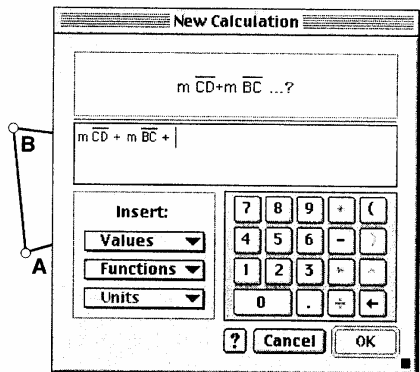 New Calculation
m CD+m BC ...?
m CD + m BC +
B
A
Insert:
Values
Functions
Units
7 8 9 + (
4 5 6 - )
1 2 3 * ^
0 . ÷ ←
? Cancel OK